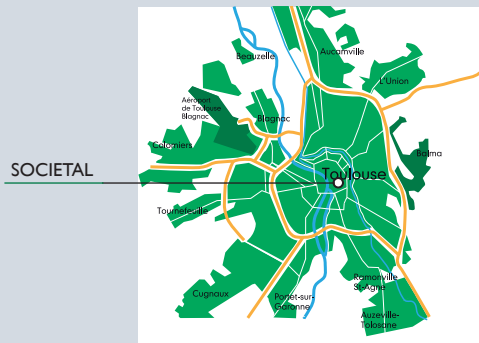 Beauzelle
Aucamville
L'Union
Aéroport
de Toulouse
Blagnac
Blagnac
Colomiers
Balma
SOCIETAL
Toulouse
Tournefeuille
Ramonville
St-Agne
Cugnaux
Portet-sur-
Garonne
Auzeville-
Tolosane